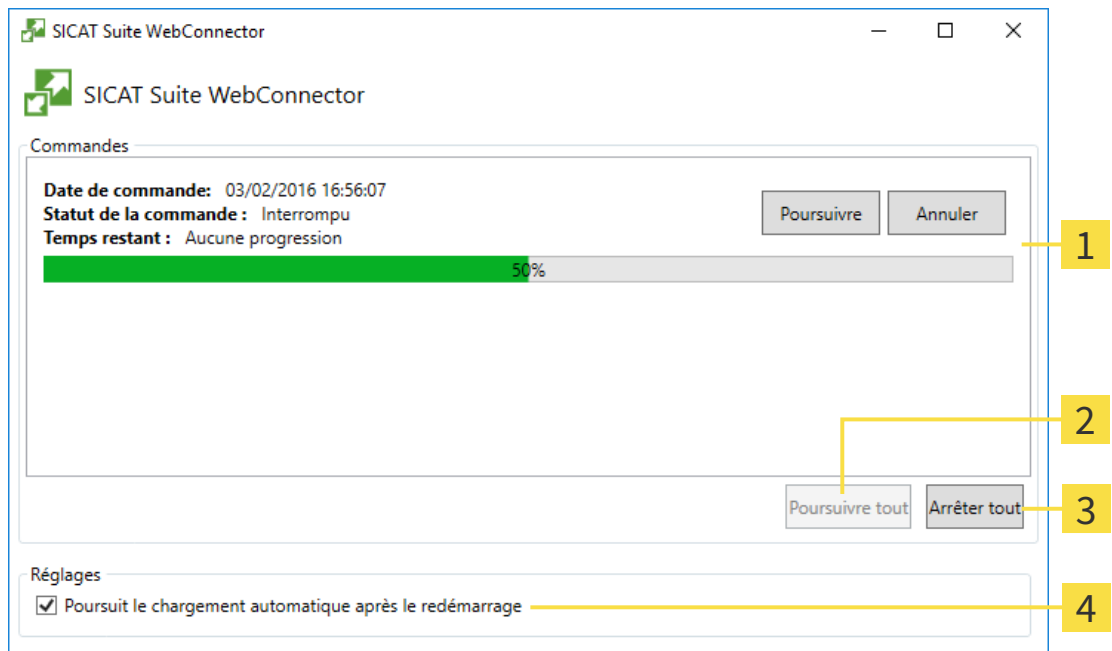 SICAT Suite WebConnector
SICAT Suite WebConnector
Commandes
Date de commande: 03/02/2016 16:56:07
Statut de la commande : Interrompu
Temps restant : Aucune progression
Poursuivre
Annuler
50%
1
2
Poursuivre tout
Arrêter tout
3
Réglages
Poursuit le chargement automatique après le redémarrage
4